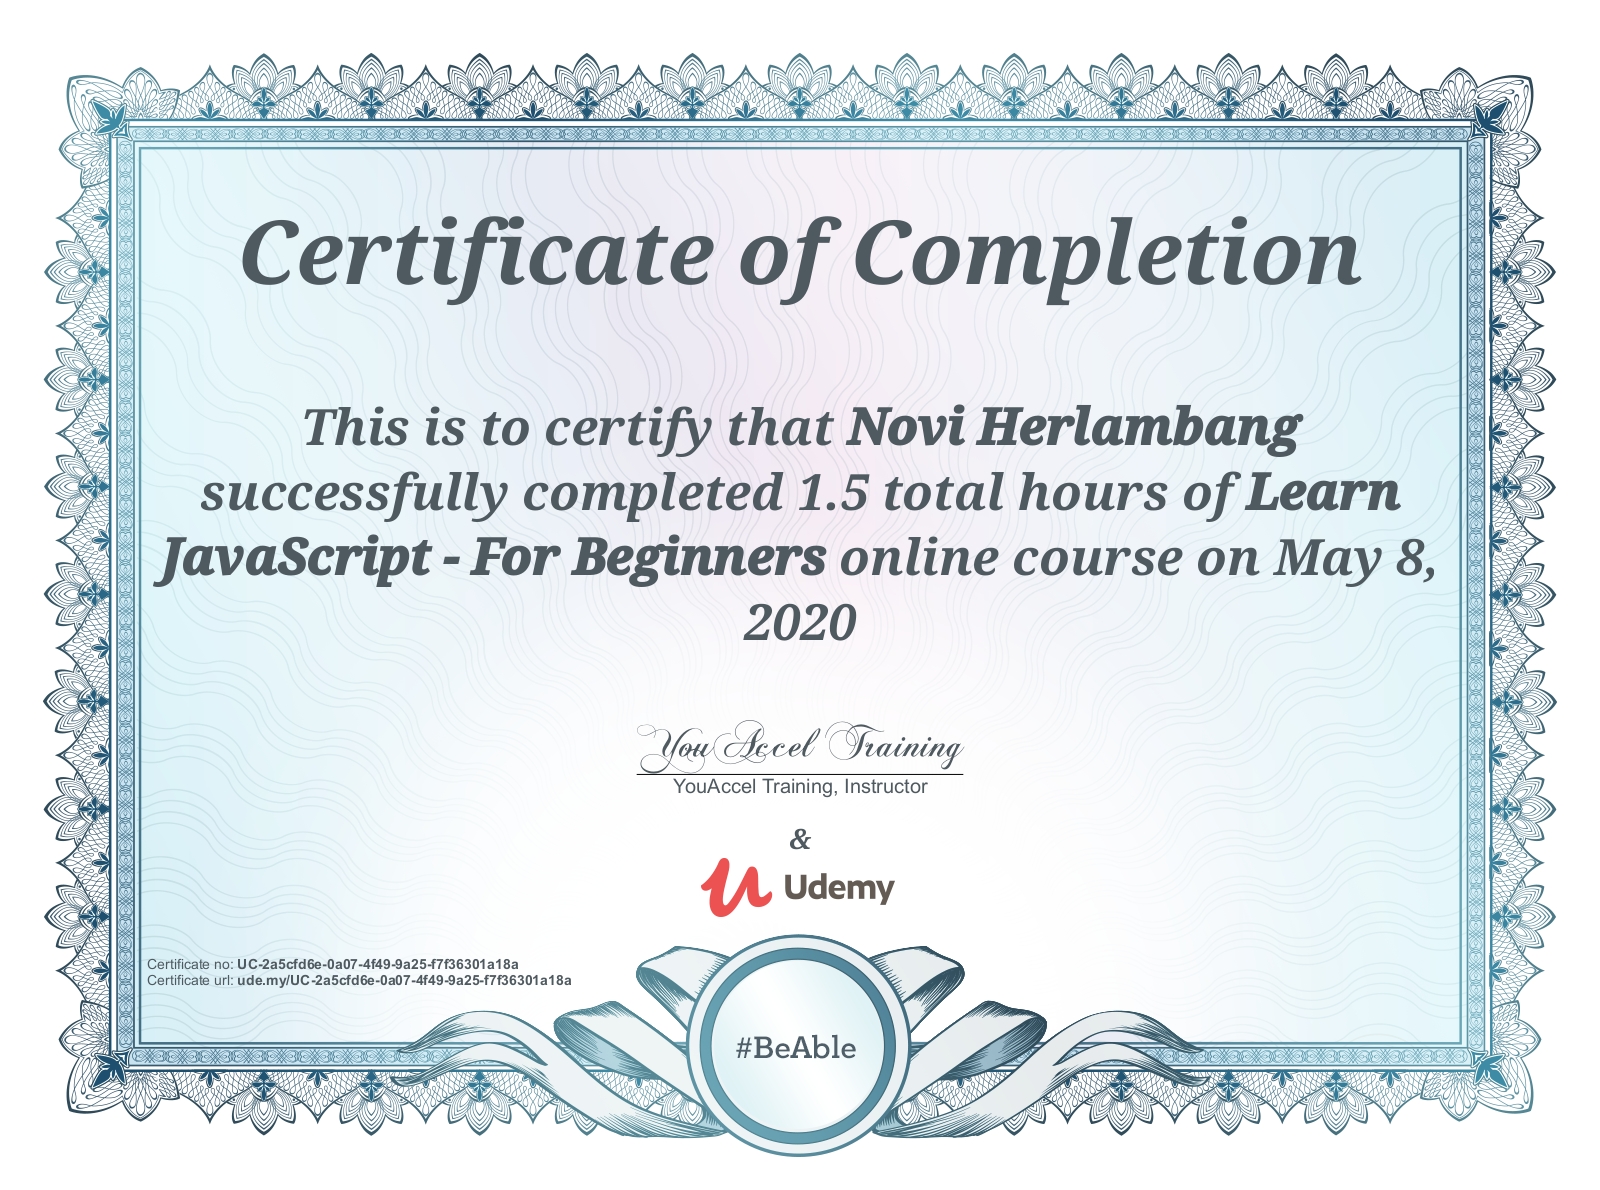 Certificate of Completion
This is to certify that Novi Herlambang
successfully completed 1.5 total hours of Learn
JavaScript - For Beginners online course on May 8,
2020
YouAccel Training
YouAccel Training, Instructor
&
Udemy
Certificate no: UC-2a5cfd6e-0a07-4f49-9a25-f7f36301a18a
Certificate url: ude.my/UC-2a5cfd6e-0a07-4f49-9a25-f7f36301a18a
#BeAble